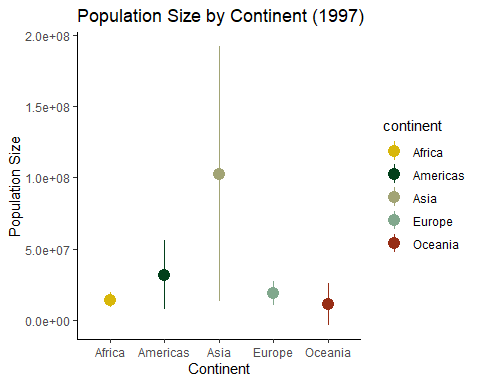 Population Size by Continent (1997)
2.0e+08
1.5e+08
1.0e+08
5.0e+07
0.0e+00
Population Size
Africa Americas Asia Europe Oceania
Continent
continent
Africa
Americas
Asia
Europe
Oceania